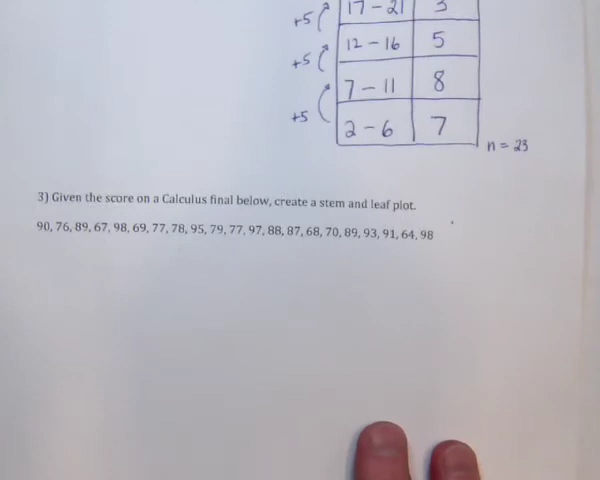 +5 17 - 21 3
+5 12 - 16 5
7 - 11 8
+5 2 - 6 7
n = 23
3) Given the score on a Calculus final below, create a stem and leaf plot.
90, 76, 89, 67, 98, 69, 77, 78, 95, 79, 77, 97, 88, 87, 68, 70, 89, 93, 91, 64, 98